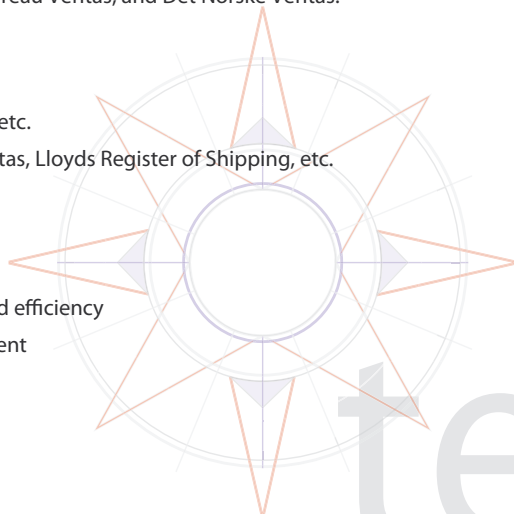 reau Veritas, and Det Norske Veritas.
etc.
tas, Lloyds Register of Shipping, etc.
d efficiency
ent
te